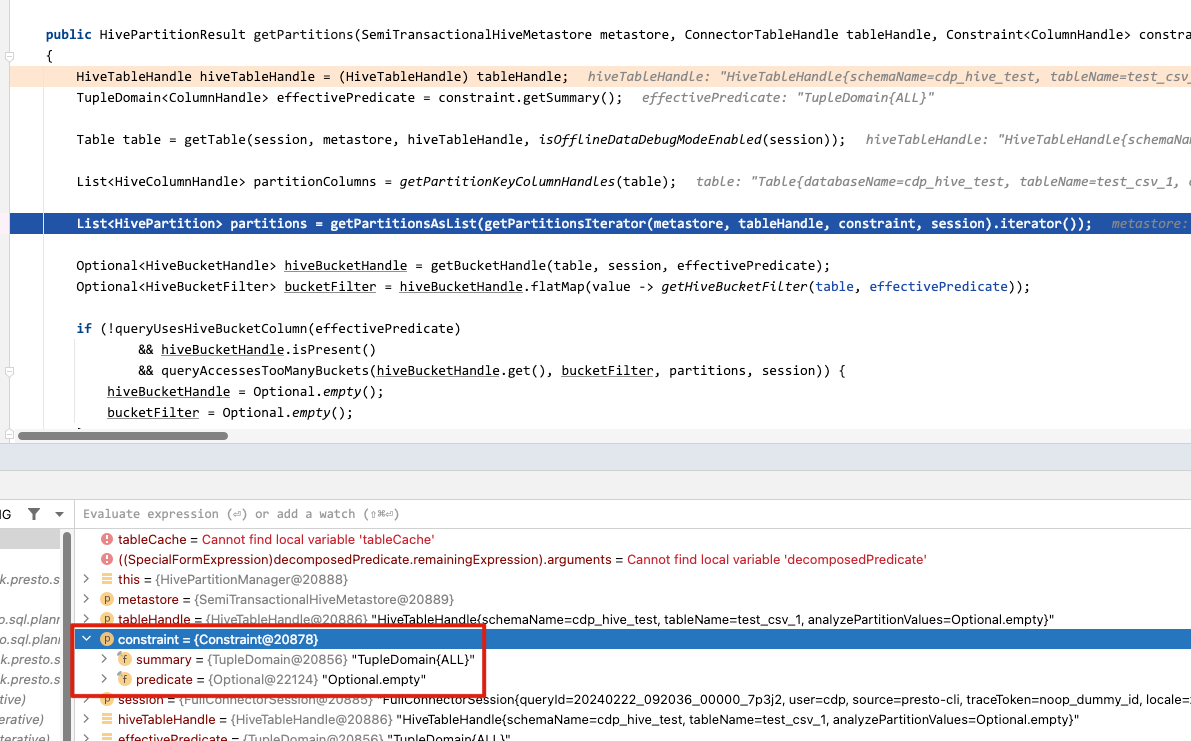 public HivePartitionResult getPartitions(SemiTransactionalHiveMetastore metastore, ConnectorTableHandle tableHandle, Constraint<ColumnHandle> constra
{
HiveTableHandle hiveTableHandle = (HiveTableHandle) tableHandle;   hiveTableHandle: "HiveTableHandle{schemaName=cdp_hive_test, tableName=test_csv_
TupleDomain<ColumnHandle> effectivePredicate = constraint.getSummary();   effectivePredicate: "TupleDomain{ALL}"
Table table = getTable(session, metastore, hiveTableHandle, isOfflineDataDebugModeEnabled(session));   hiveTableHandle: "HiveTableHandle{schemaNa
List<HiveColumnHandle> partitionColumns = getPartitionKeyColumnHandles(table);   table: "Table{databaseName=cdp_hive_test, tableName=test_csv_1,
List<HivePartition> partitions = getPartitionsAsList(getPartitionsIterator(metastore, tableHandle, constraint, session).iterator());   metastore:
Optional<HiveBucketHandle> hiveBucketHandle = getBucketHandle(table, session, effectivePredicate);
Optional<HiveBucketFilter> bucketFilter = hiveBucketHandle.flatMap(value -> getHiveBucketFilter(table, effectivePredicate));
if (!queryUsesHiveBucketColumn(effectivePredicate)
&& hiveBucketHandle.isPresent()
&& queryAccessesTooManyBuckets(hiveBucketHandle.get(), bucketFilter, partitions, session)) {
hiveBucketHandle = Optional.empty();
bucketFilter = Optional.empty();
NG Evaluate expression (⏎) or add a watch (⇧⌘⏎)
tableCache = Cannot find local variable 'tableCache'
((SpecialFormExpression)decomposedPredicate.remainingExpression).arguments = Cannot find local variable 'decomposedPredicate'
k.presto.s this = {HivePartitionManager@20888}
p metastore = {SemiTransactionalHiveMetastore@20889}
o.sql.plann p tableHandle = {HiveTableHandle@20886} "HiveTableHandle{schemaName=cdp_hive_test, tableName=test_csv_1, analyzePartitionValues=Optional.empty}"
o.sql.plann p constraint = {Constraint@20878}
k.presto.s f summary = {TupleDomain@20856} "TupleDomain{ALL}"
k.presto.s f predicate = {Optional@22124} "Optional.empty"
tive) p session = {FullConnectorSession@20885} "FullConnectorSession{queryId=20240222_092036_00000_7p3j2, user=cdp, source=presto-cli, traceToken=noop_dummy_id, locale=
erative) hiveTableHandle = {HiveTableHandle@20886} "HiveTableHandle{schemaName=cdp_hive_test, tableName=test_csv_1, analyzePartitionValues=Optional.empty}"
terative) effectivePredicate = {TupleDomain@20856} "TupleDomain{ALL}"